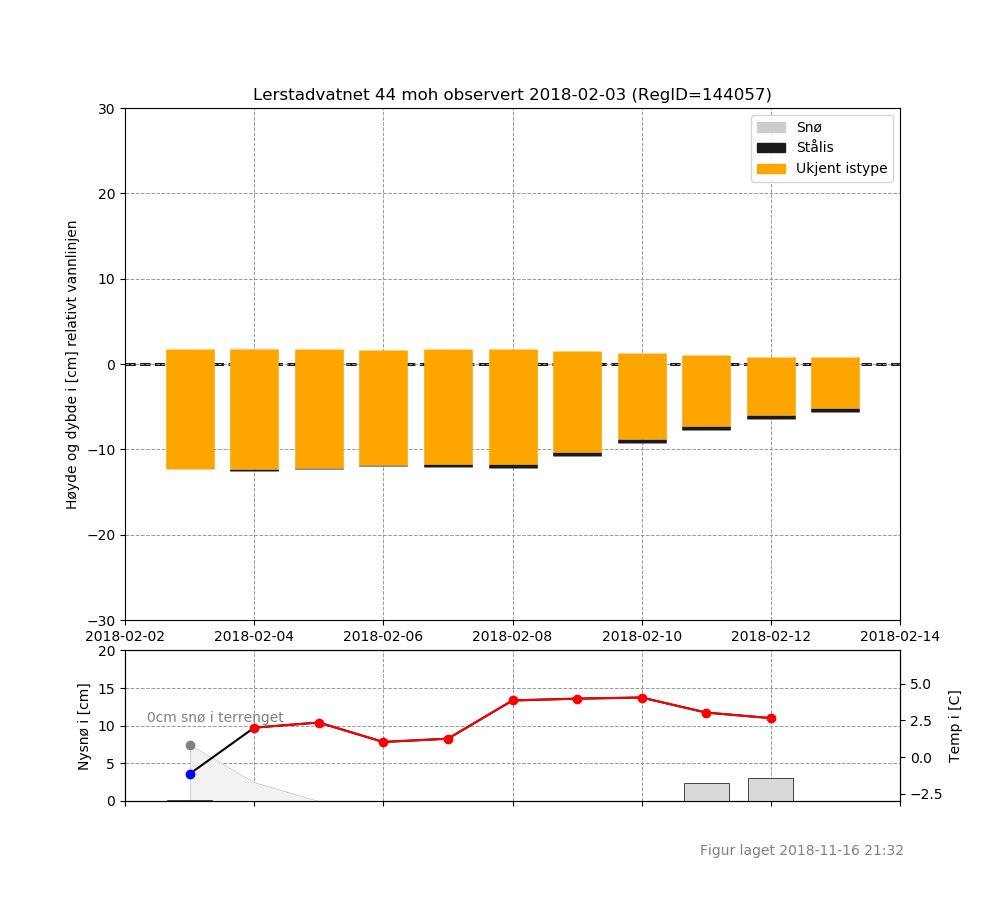 Lerstadvatnet 44 moh observert 2018-02-03 (RegID=144057)
Høyde og dybde i [cm] relativt vannlinjen
30
20
10
0
−10
−20
−30
Snø
Stålis
Ukjent istype
2018-02-02 2018-02-04 2018-02-06 2018-02-08 2018-02-10 2018-02-12 2018-02-14
Nysnø i [cm]
20
15
10
5
0
0cm snø i terrenget
5.0
2.5
0.0
−2.5
Temp i [C]
Figur laget 2018-11-16 21:32